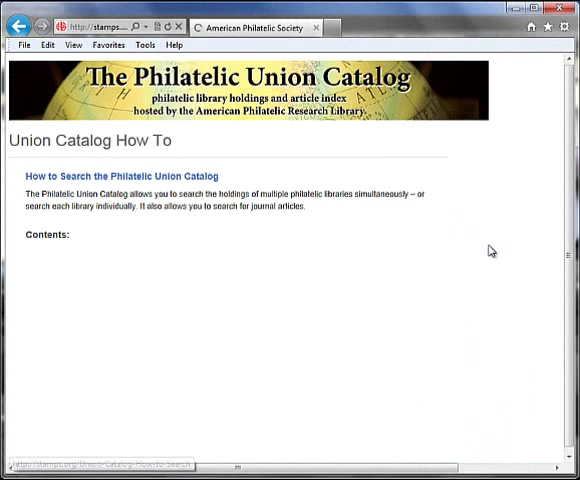 http://stamps....
American Philatelic Society
File Edit View Favorites Tools Help
The Philatelic Union Catalog
philatelic library holdings and article index
hosted by the American Philatelic Research Library.
Union Catalog How To
How to Search the Philatelic Union Catalog
The Philatelic Union Catalog allows you to search the holdings of multiple philatelic libraries simultaneously – or
search each library individually. It also allows you to search for journal articles.
Contents:
http://stamps.org/Union-Catalog-How-to-Search